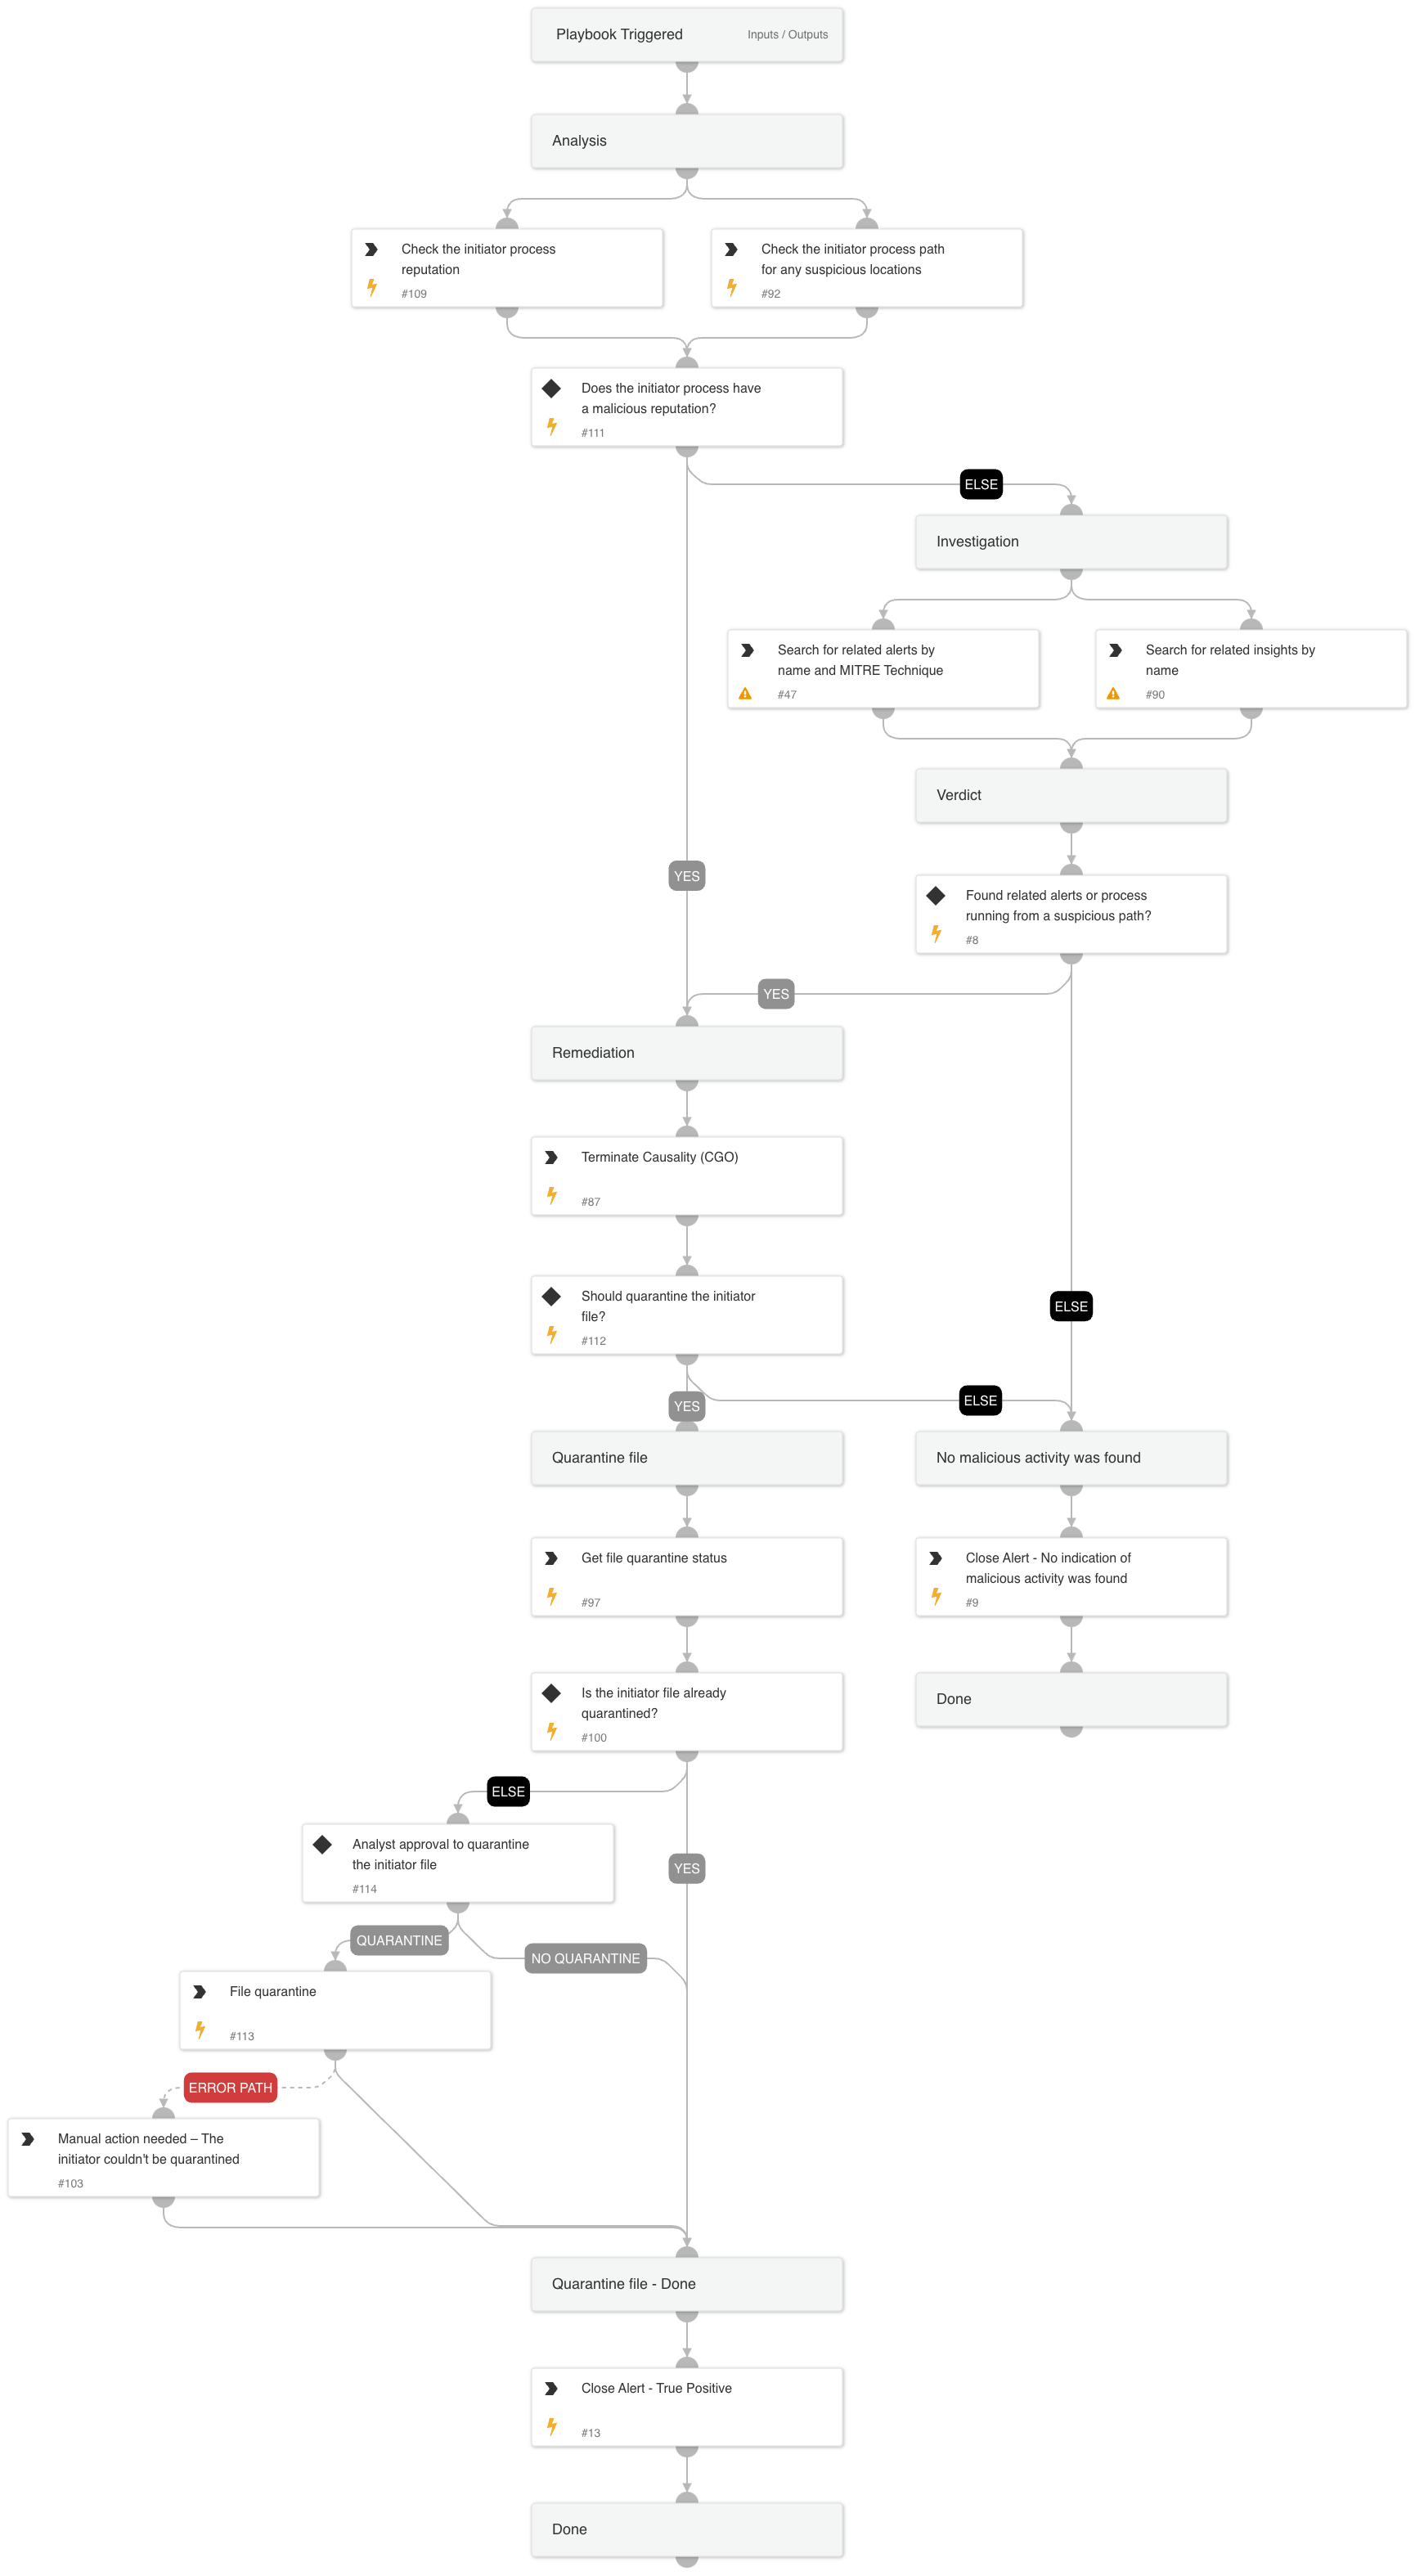 Playbook Triggered
Inputs / Outputs
Analysis
Check the initiator process
reputation
#109
Check the initiator process path
for any suspicious locations
#92
Does the initiator process have
a malicious reputation?
#111
ELSE
Investigation
Search for related alerts by
name and MITRE Technique
#47
Search for related insights by
name
#90
Verdict
YES
Found related alerts or process
running from a suspicious path?
#8
YES
Remediation
Terminate Causality (CGO)
#87
Should quarantine the initiator
file?
#112
ELSE
YES
ELSE
Quarantine file
No malicious activity was found
Get file quarantine status
#97
Close Alert - No indication of
malicious activity was found
#9
Is the initiator file already
quarantined?
#100
Done
ELSE
Analyst approval to quarantine
the initiator file
#114
YES
QUARANTINE
NO QUARANTINE
File quarantine
#113
ERROR PATH
Manual action needed – The
initiator couldn't be quarantined
#103
Quarantine file - Done
Close Alert - True Positive
#13
Done